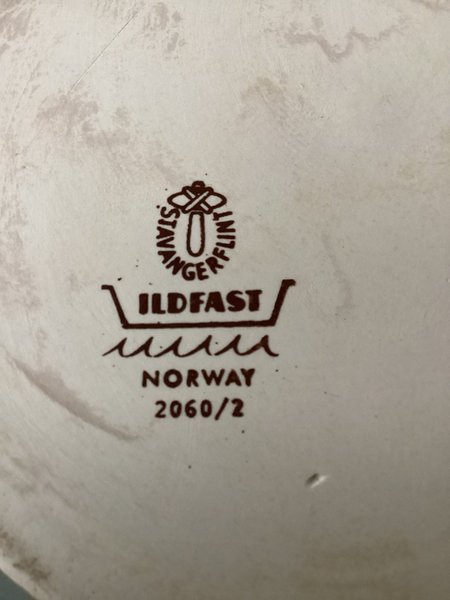 STAVANGERFLINT
ILDFAST
NORWAY
2060/2